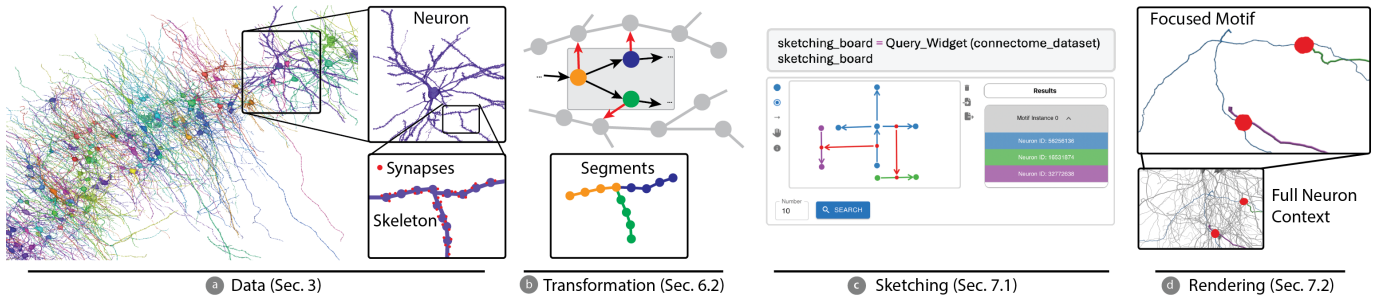 Neuron
Synapses
Skeleton
a Data (Sec. 3)
...
...
...
Segments
b Transformation (Sec. 6.2)
sketching_board = Query_Widget (connectome_dataset)
sketching_board
Results
Motif Instance 0
Neuron ID: 58256136
Neuron ID: 16031674
Neuron ID: 32772638
Number
10
SEARCH
c Sketching (Sec. 7.1)
Focused Motif
Full Neuron
Context
d Rendering (Sec. 7.2)